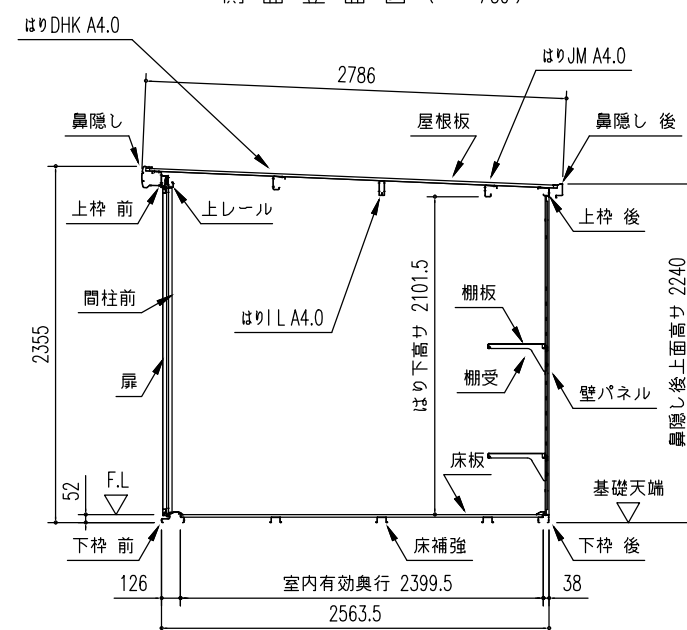 はりDHK A4.0
2786
はりJM A4.0
鼻隠し
屋根板
鼻隠し 後
上枠 前
上レール
上枠 後
間柱前
はりIL A4.0
はり下高サ 2101.5
棚板
鼻隠し後上面高サ 2240
2355
扉
棚受
壁パネル
52
F.L
床板
基礎天端
下枠 前
床補強
下枠 後
126
室内有効奥行 2399.5
38
2563.5